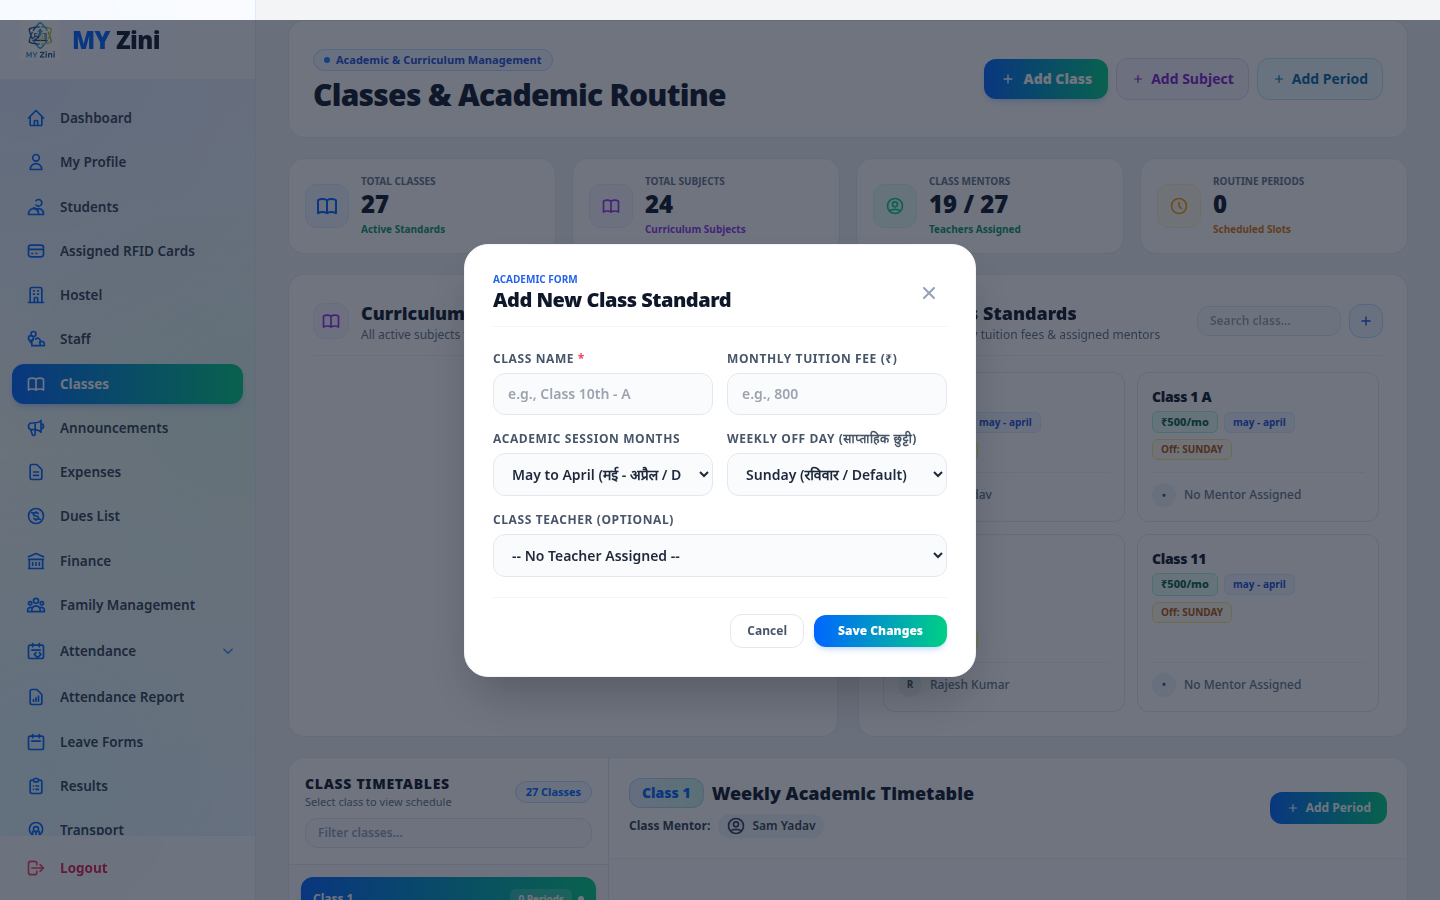 MY Zini
MY Zini
Dashboard
My Profile
Students
Assigned RFID Cards
Hostel
Staff
Classes
Announcements
Expenses
Dues List
Finance
Family Management
Attendance
Attendance Report
Leave Forms
Results
Transport
Logout
Academic & Curriculum Management
Classes & Academic Routine
+ Add Class
+ Add Subject
+ Add Period
TOTAL CLASSES
27
Active Standards
TOTAL SUBJECTS
24
Curriculum Subjects
CLASS MENTORS
19 / 27
Teachers Assigned
ROUTINE PERIODS
0
Scheduled Slots
Curriculum
All active subjects
Standards
tuition fees & assigned mentors
Search class...
+
may - april
Class 1 A
₹500/mo
may - april
Off: SUNDAY
No Mentor Assigned
Class 11
₹500/mo
may - april
Off: SUNDAY
R Rajesh Kumar
No Mentor Assigned
ACADEMIC FORM
Add New Class Standard
CLASS NAME *
MONTHLY TUITION FEE (₹)
e.g., Class 10th - A
e.g., 800
ACADEMIC SESSION MONTHS
WEEKLY OFF DAY (साप्ताहिक छुट्टी)
May to April (मई - अप्रैल / D
Sunday (रविवार / Default)
CLASS TEACHER (OPTIONAL)
-- No Teacher Assigned --
Cancel
Save Changes
CLASS TIMETABLES
Select class to view schedule
27 Classes
Filter classes...
Class 1
0 Periods
Class 1
Weekly Academic Timetable
Class Mentor:
Sam Yadav
+ Add Period